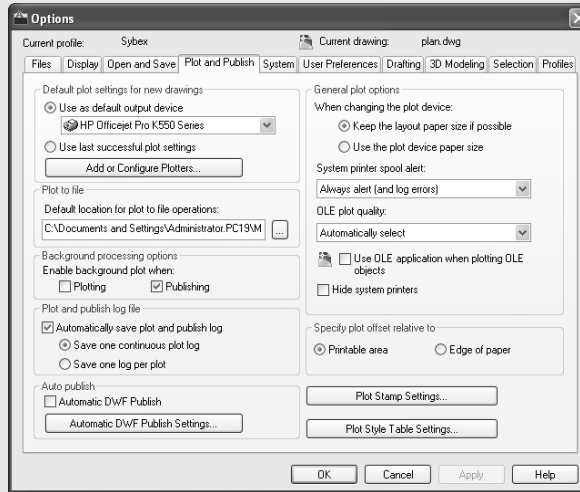 Options
Current profile: Sybex Current drawing: plan.dwg
Files Display Open and Save Plot and Publish System User Preferences Drafting 3D Modeling Selection Profiles
Default plot settings for new drawings
Use as default output device
HP Officejet Pro K550 Series
Use last successful plot settings
Add or Configure Plotters...
Plot to file
Default location for plot to file operations:
C:\Documents and Settings\Administrator.PC19\M
...
Background processing options
Enable background plot when:
Plotting Publishing
Plot and publish log file
Automatically save plot and publish log
Save one continuous plot log
Save one log per plot
Auto publish
Automatic DWF Publish
Automatic DWF Publish Settings...
General plot options
When changing the plot device:
Keep the layout paper size if possible
Use the plot device paper size
System printer spool alert:
Always alert (and log errors)
OLE plot quality:
Automatically select
Use OLE application when plotting OLE
objects
Hide system printers
Specify plot offset relative to
Printable area Edge of paper
Plot Stamp Settings...
Plot Style Table Settings...
OK Cancel Apply Help